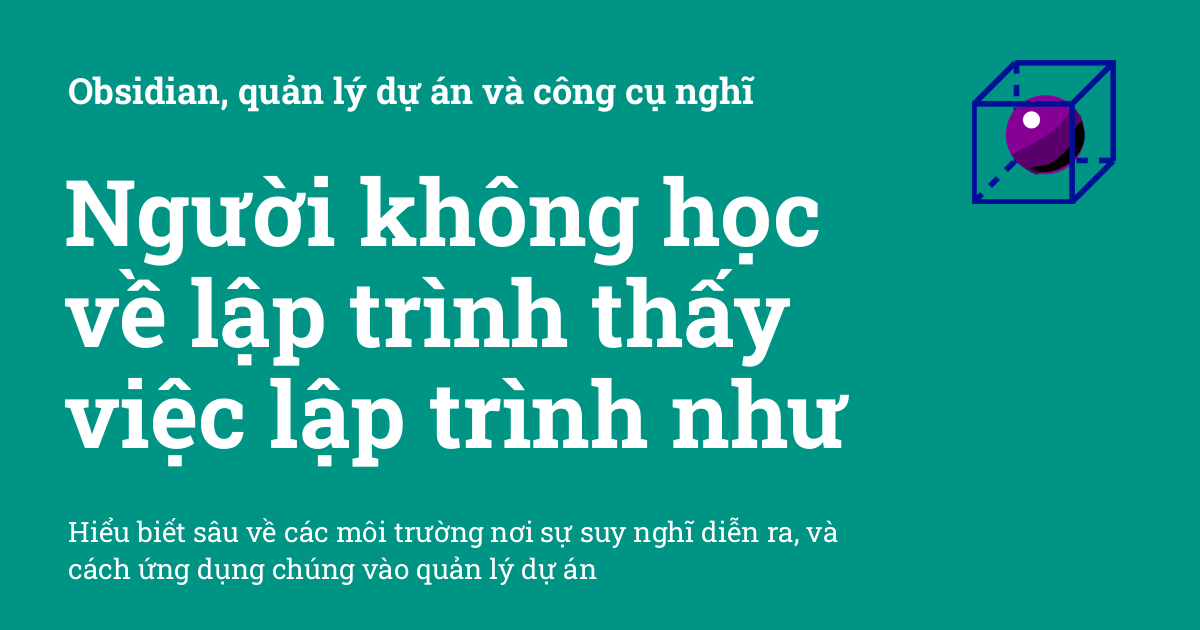 Obsidian, quản lý dự án và công cụ nghĩ
Người không học
về lập trình thấy
việc lập trình như
Hiểu biết sâu về các môi trường nơi sự suy nghĩ diễn ra, và
cách ứng dụng chúng vào quản lý dự án